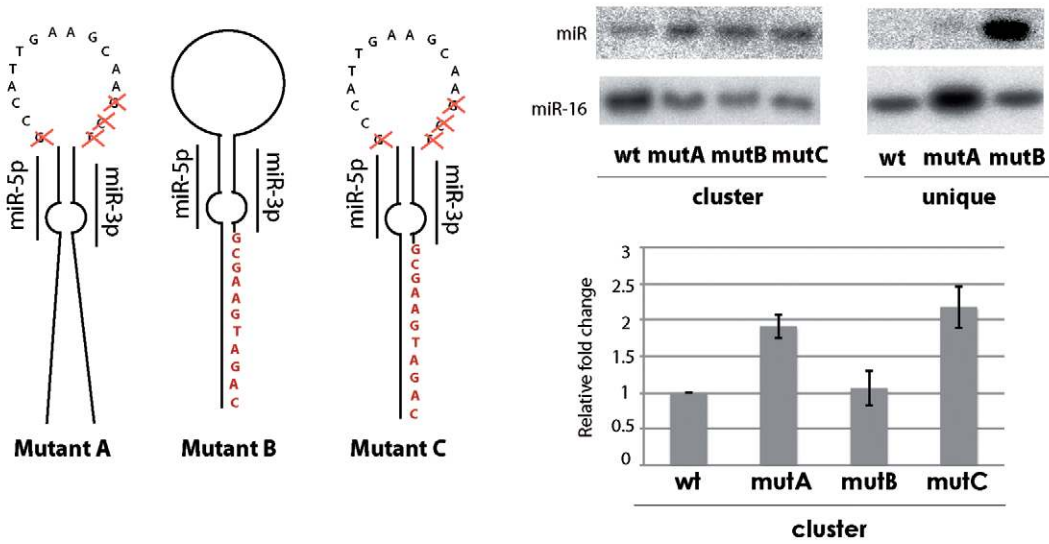 G C C A T T G A A G C A A G C T
miR-5p
miR-3p
Mutant A
miR-5p
miR-3p
GCGAAGTAGAC
Mutant B
G C C A T T G A A G C A A G C T
miR-5p
miR-3p
GCGAAGTAGAC
Mutant C
miR
miR-16
wt mutA mutB mutC
cluster
wt mutA mutB
unique
Relative fold change
3
2.5
2
1.5
1
0.5
0
wt mutA mutB mutC
cluster